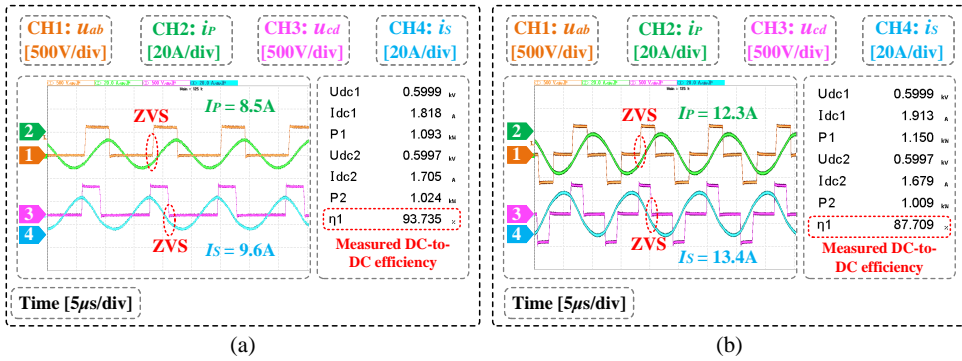 CH1: uab
[500V/div]
CH2: iP
[20A/div]
CH3: ucd
[500V/div]
CH4: iS
[20A/div]
IP = 8.5A
ZVS
2
1
3
4
ZVS
IS = 9.6A
Udc1 0.5999 kV
Idc1 1.818 A
P1 1.093 kW
Udc2 0.5997 kV
Idc2 1.705 A
P2 1.024 kW
η1 93.735 %
Measured DC-to-
DC efficiency
Time [5μs/div]
(a)
CH1: uab
[500V/div]
CH2: iP
[20A/div]
CH3: ucd
[500V/div]
CH4: iS
[20A/div]
ZVS
IP = 12.3A
2
1
3
4
ZVS
IS = 13.4A
Udc1 0.5999 kV
Idc1 1.913 A
P1 1.150 kW
Udc2 0.5997 kV
Idc2 1.679 A
P2 1.009 kW
η1 87.709 %
Measured DC-to-
DC efficiency
Time [5μs/div]
(b)